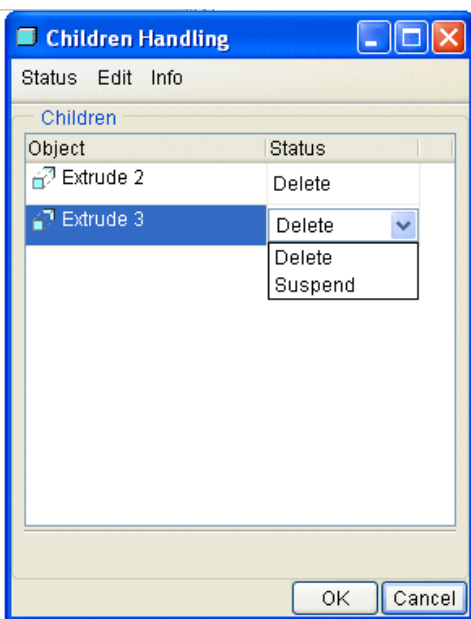 Children Handling
Status Edit Info
Children
Object Status
Extrude 2 Delete
Extrude 3 Delete
Delete
Suspend
OK Cancel